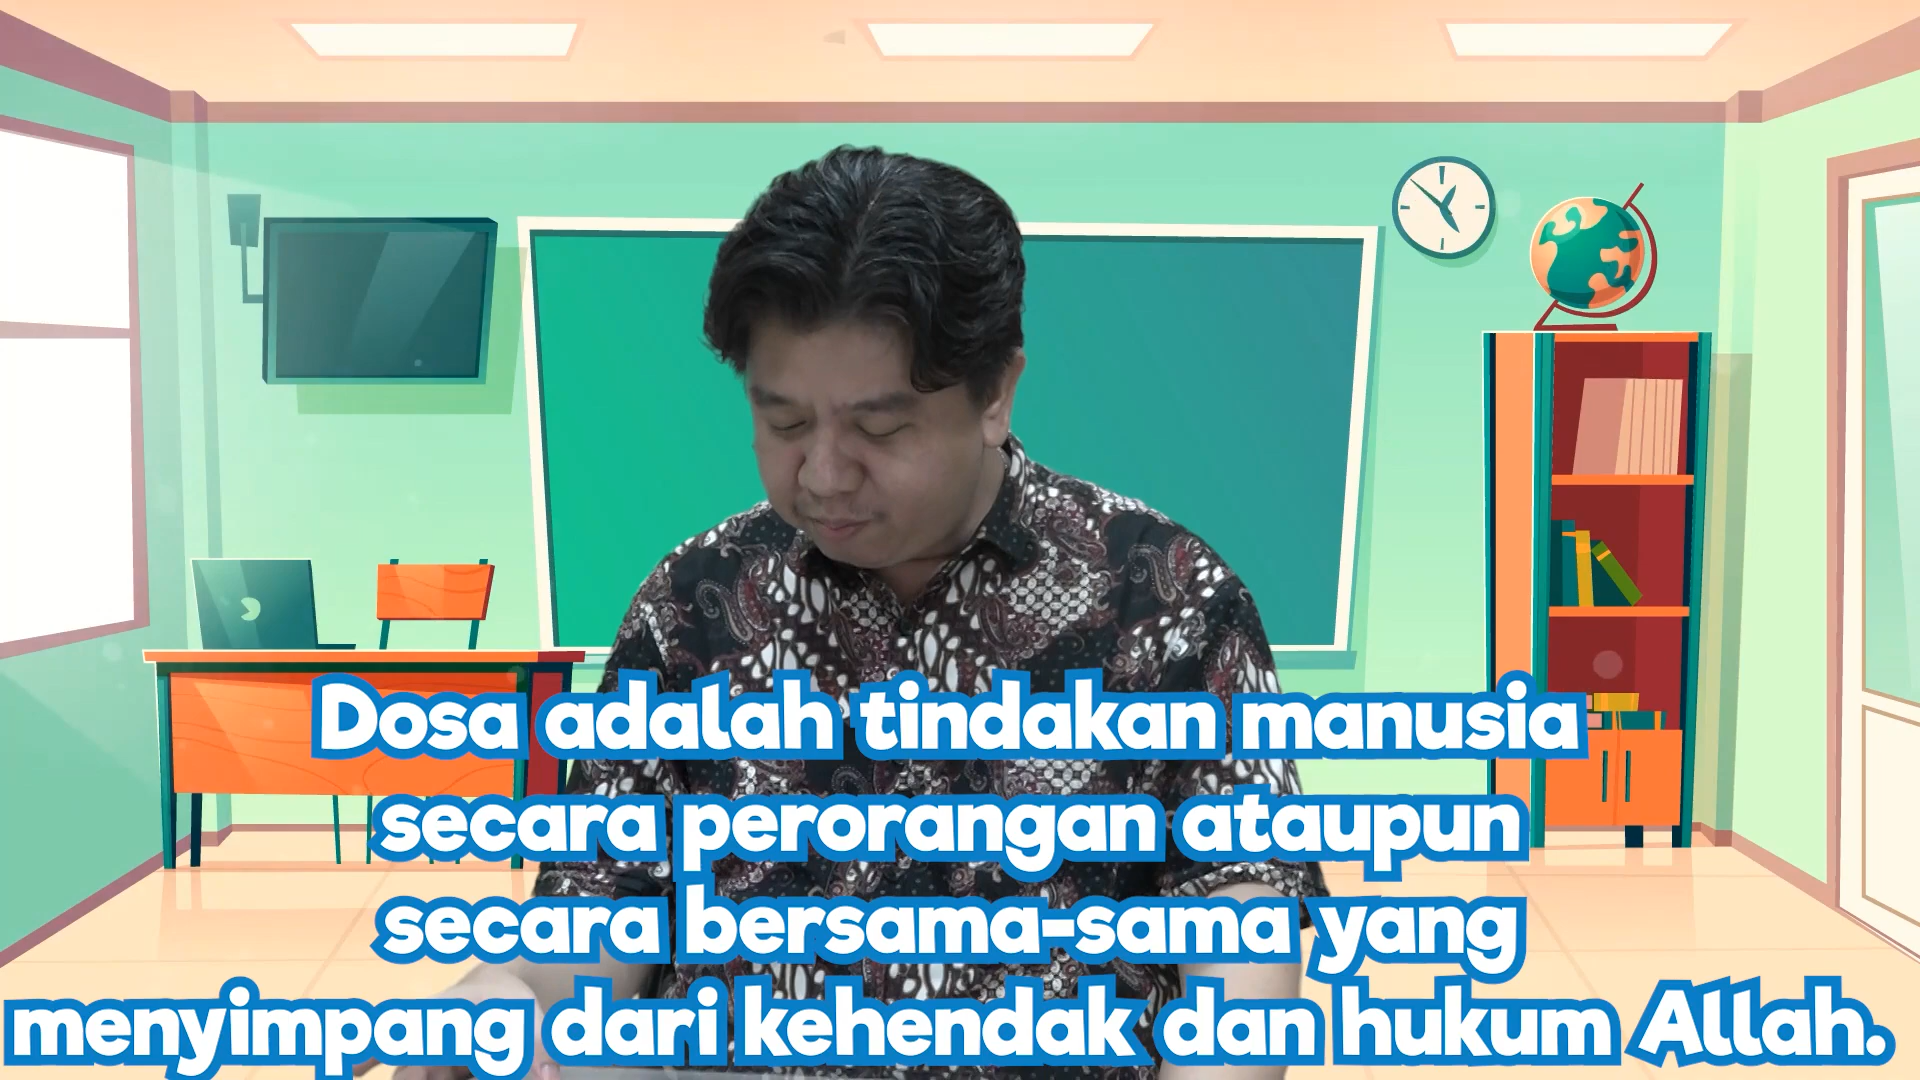 Dosa adalah tindakan manusia
secara perorangan ataupun
secara bersama-sama yang
menyimpang dari kehendak dan hukum Allah.